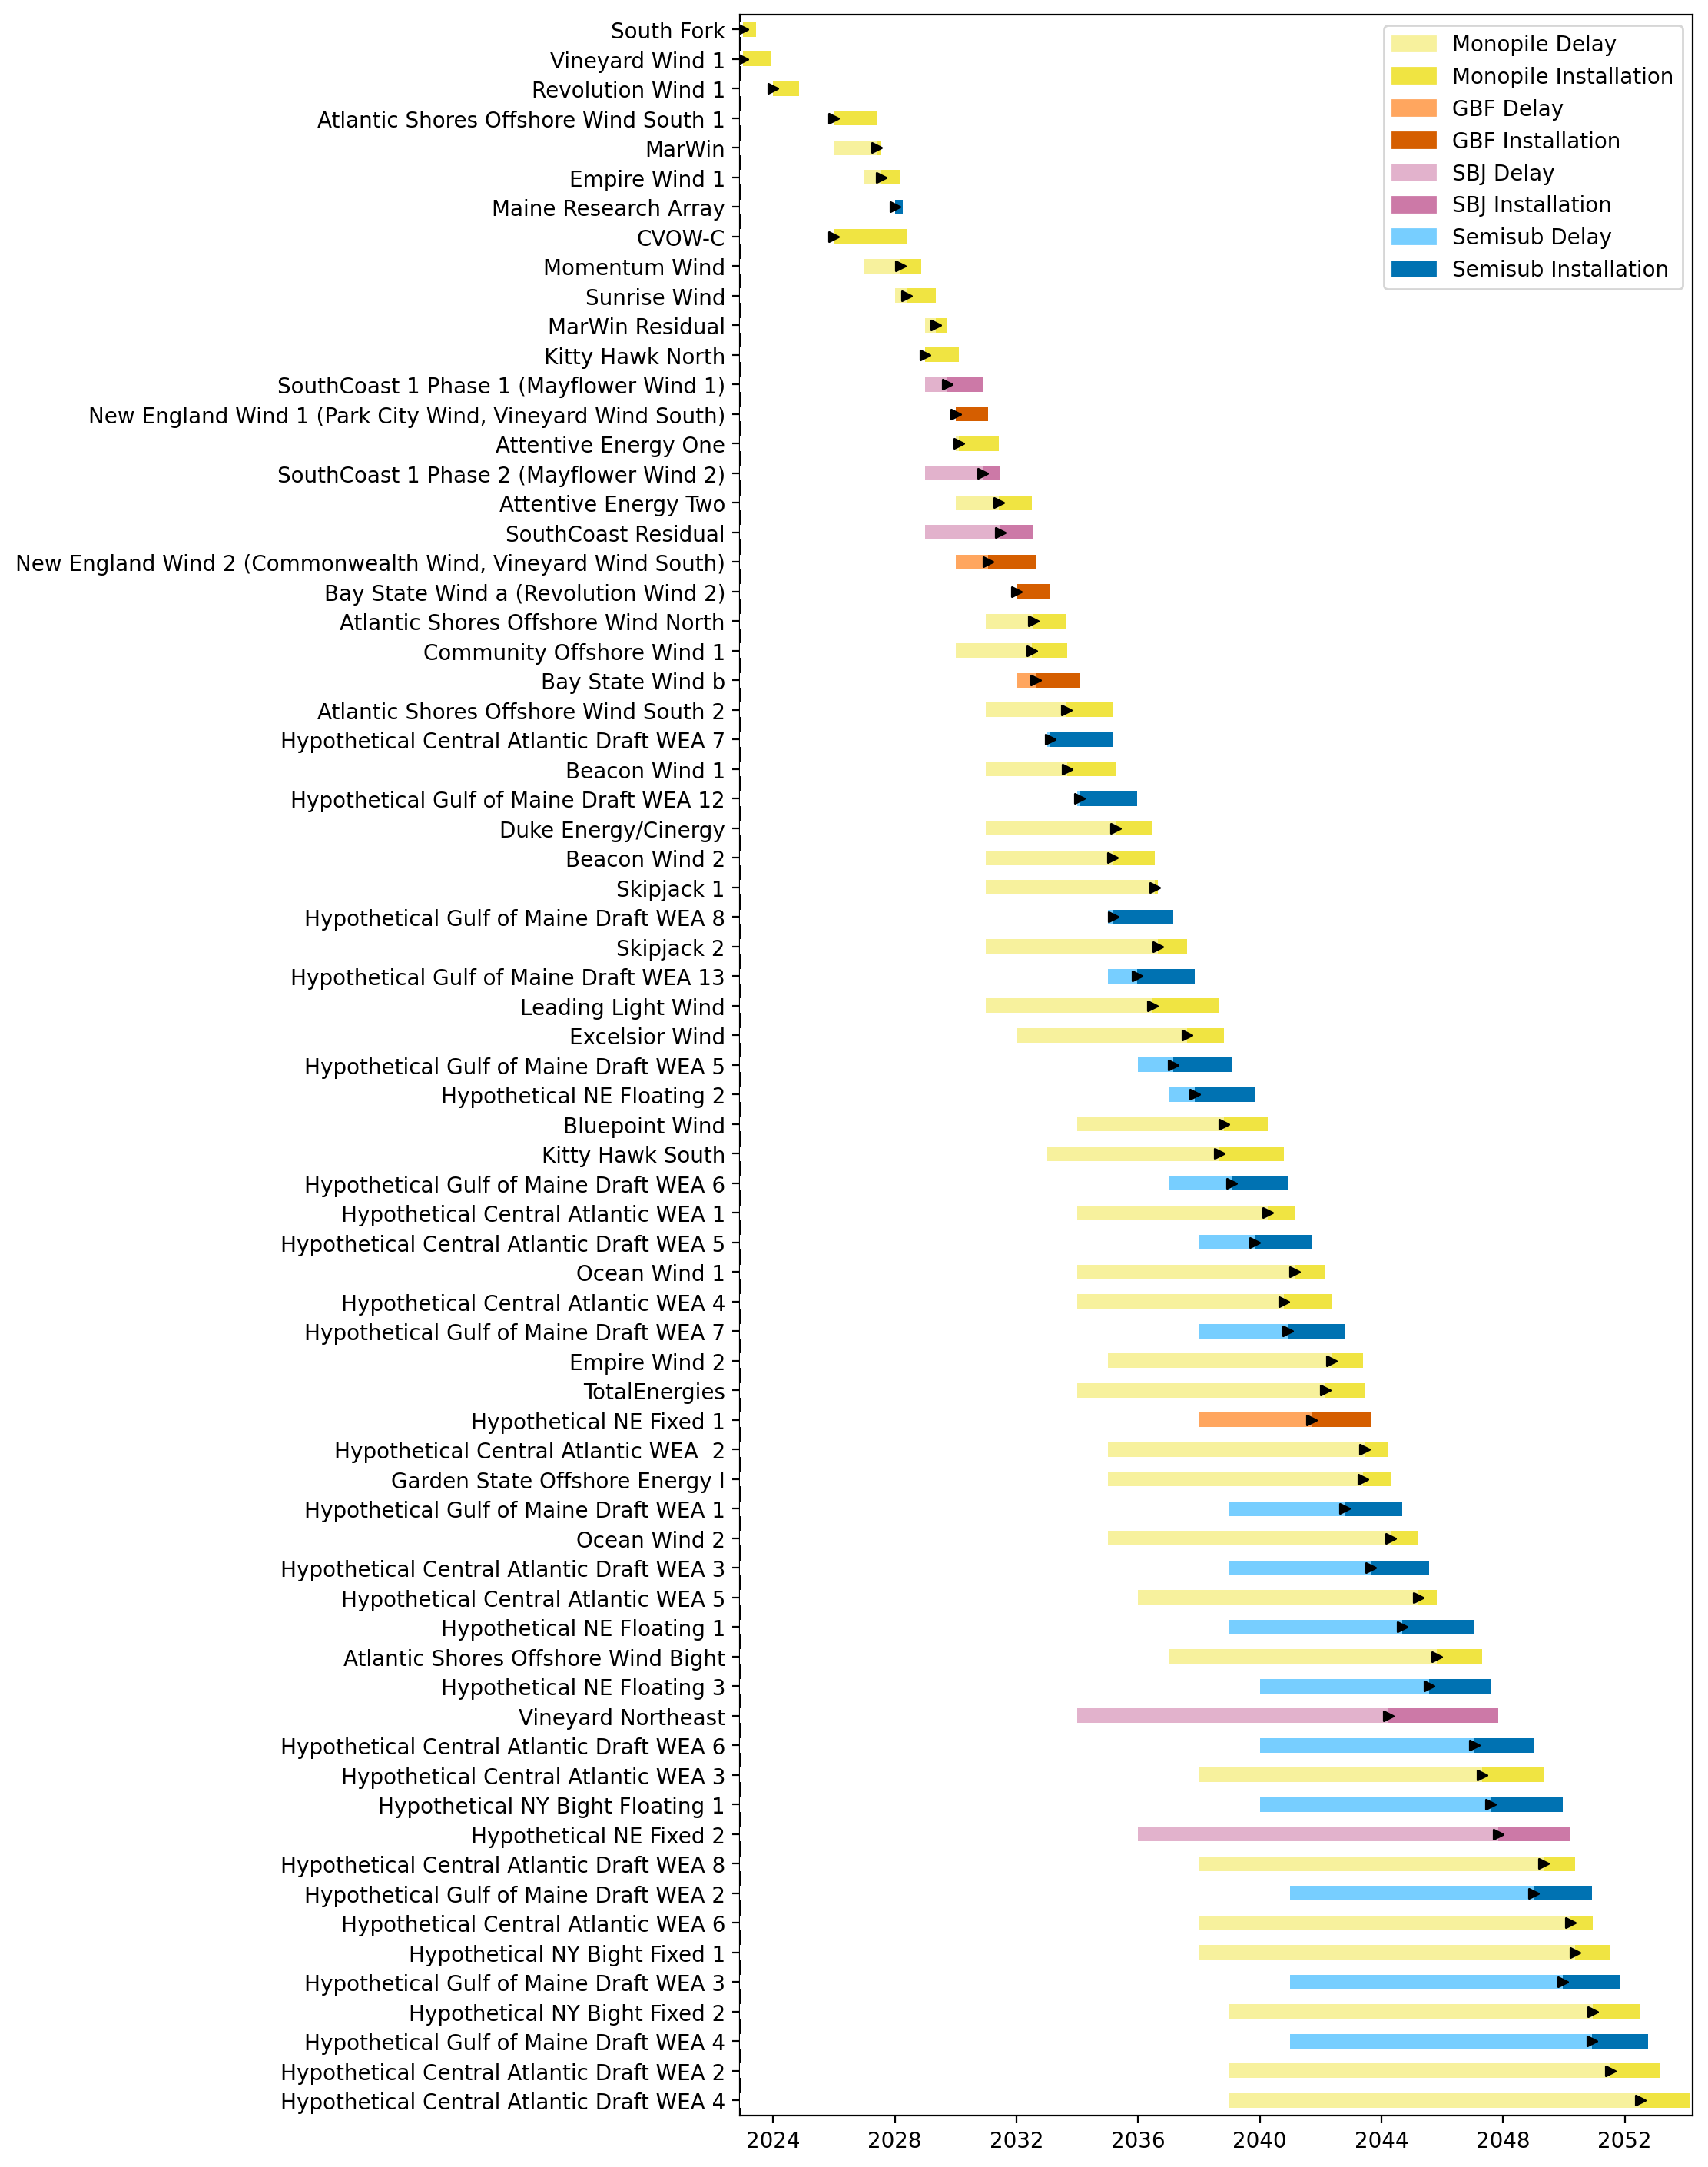 South Fork
Vineyard Wind 1
Revolution Wind 1
Atlantic Shores Offshore Wind South 1
MarWin
Empire Wind 1
Maine Research Array
CVOW-C
Momentum Wind
Sunrise Wind
MarWin Residual
Kitty Hawk North
SouthCoast 1 Phase 1 (Mayflower Wind 1)
New England Wind 1 (Park City Wind, Vineyard Wind South)
Attentive Energy One
SouthCoast 1 Phase 2 (Mayflower Wind 2)
Attentive Energy Two
SouthCoast Residual
New England Wind 2 (Commonwealth Wind, Vineyard Wind South)
Bay State Wind a (Revolution Wind 2)
Atlantic Shores Offshore Wind North
Community Offshore Wind 1
Bay State Wind b
Atlantic Shores Offshore Wind South 2
Hypothetical Central Atlantic Draft WEA 7
Beacon Wind 1
Hypothetical Gulf of Maine Draft WEA 12
Duke Energy/Cinergy
Beacon Wind 2
Skipjack 1
Hypothetical Gulf of Maine Draft WEA 8
Skipjack 2
Hypothetical Gulf of Maine Draft WEA 13
Leading Light Wind
Excelsior Wind
Hypothetical Gulf of Maine Draft WEA 5
Hypothetical NE Floating 2
Bluepoint Wind
Kitty Hawk South
Hypothetical Gulf of Maine Draft WEA 6
Hypothetical Central Atlantic WEA 1
Hypothetical Central Atlantic Draft WEA 5
Ocean Wind 1
Hypothetical Central Atlantic WEA 4
Hypothetical Gulf of Maine Draft WEA 7
Empire Wind 2
TotalEnergies
Hypothetical NE Fixed 1
Hypothetical Central Atlantic WEA  2
Garden State Offshore Energy I
Hypothetical Gulf of Maine Draft WEA 1
Ocean Wind 2
Hypothetical Central Atlantic Draft WEA 3
Hypothetical Central Atlantic WEA 5
Hypothetical NE Floating 1
Atlantic Shores Offshore Wind Bight
Hypothetical NE Floating 3
Vineyard Northeast
Hypothetical Central Atlantic Draft WEA 6
Hypothetical Central Atlantic WEA 3
Hypothetical NY Bight Floating 1
Hypothetical NE Fixed 2
Hypothetical Central Atlantic Draft WEA 8
Hypothetical Gulf of Maine Draft WEA 2
Hypothetical Central Atlantic WEA 6
Hypothetical NY Bight Fixed 1
Hypothetical Gulf of Maine Draft WEA 3
Hypothetical NY Bight Fixed 2
Hypothetical Gulf of Maine Draft WEA 4
Hypothetical Central Atlantic Draft WEA 2
Hypothetical Central Atlantic Draft WEA 4
Monopile Delay
Monopile Installation
GBF Delay
GBF Installation
SBJ Delay
SBJ Installation
Semisub Delay
Semisub Installation
2024 2028 2032 2036 2040 2044 2048 2052